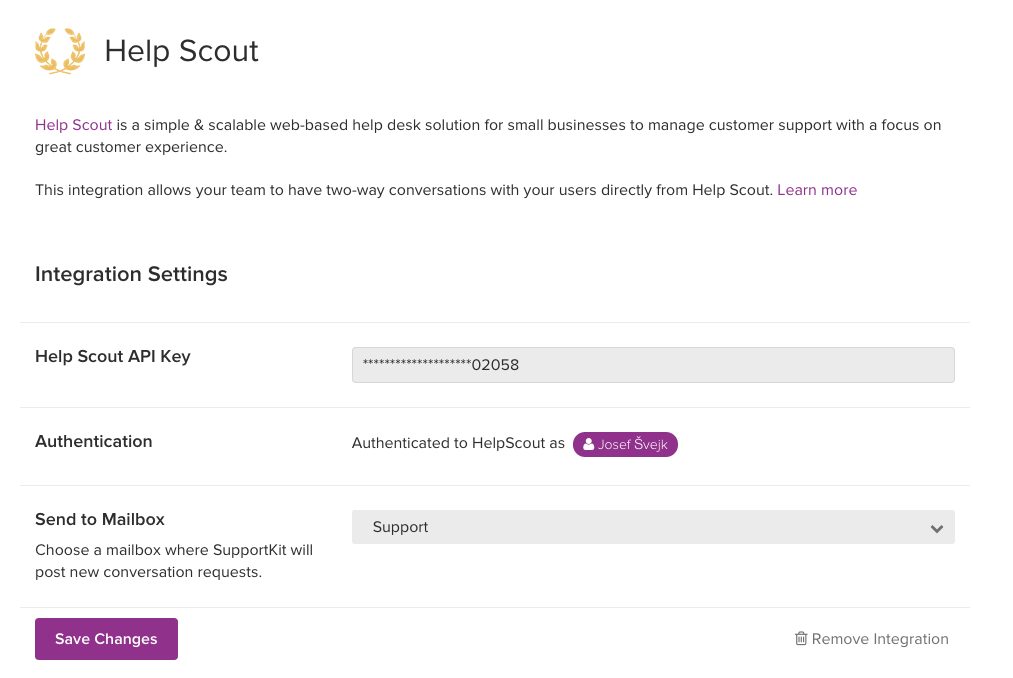 Help Scout
Help Scout is a simple & scalable web-based help desk solution for small businesses to manage customer support with a focus on
great customer experience.
This integration allows your team to have two-way conversations with your users directly from Help Scout. Learn more
Integration Settings
Help Scout API Key
********************02058
Authentication
Authenticated to HelpScout as Josef Švejk
Send to Mailbox
Support
Choose a mailbox where SupportKit will
post new conversation requests.
Save Changes
Remove Integration